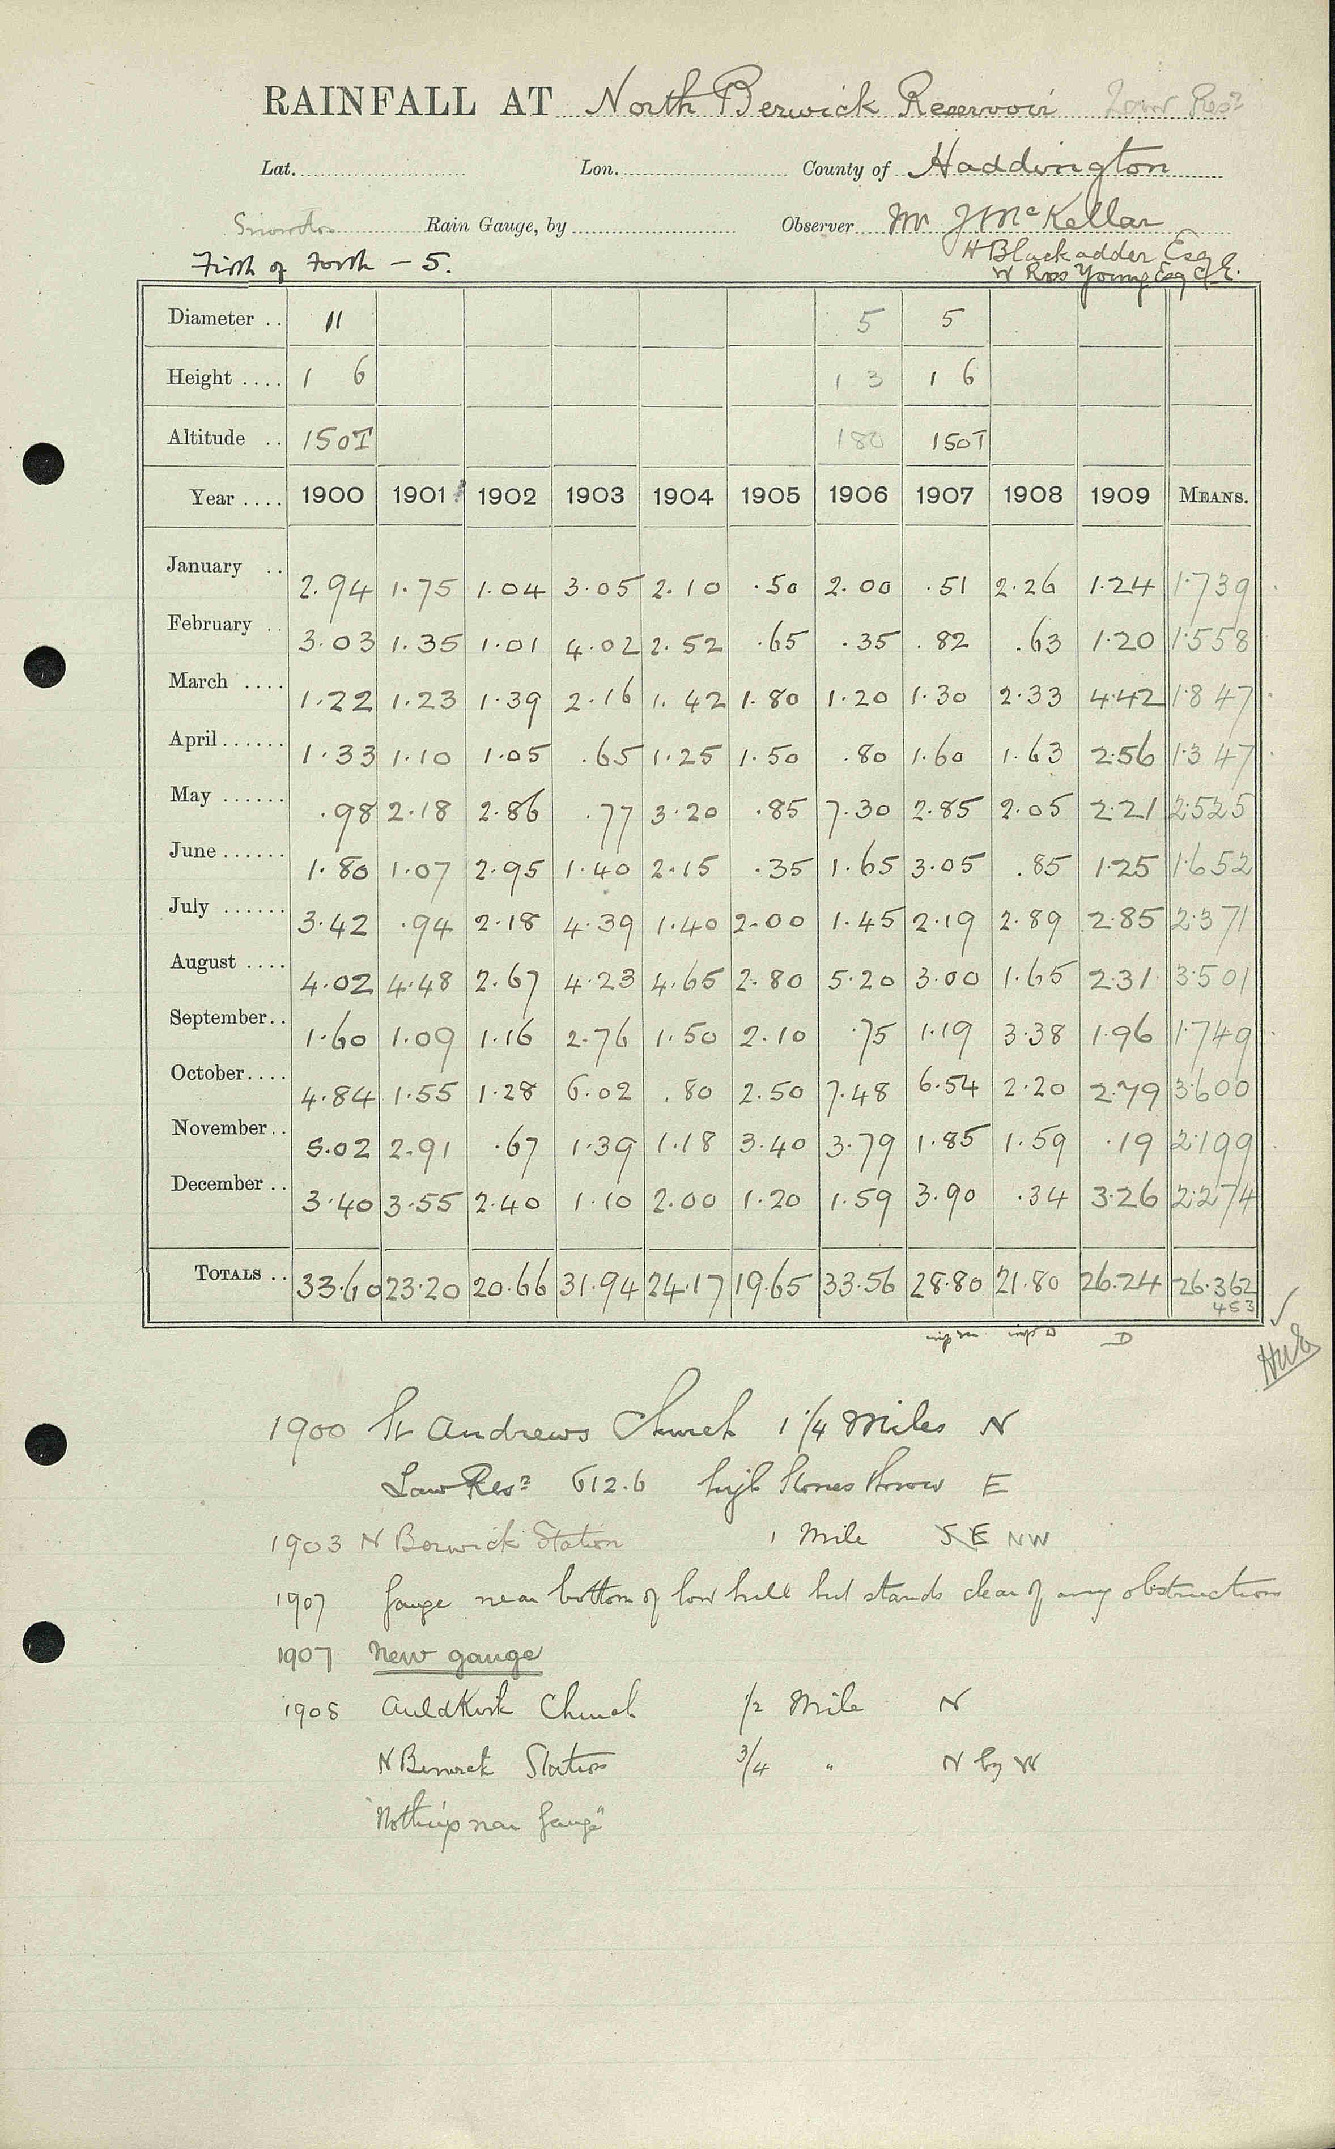 RAINFALL AT North Berwick Reservoir Low Resr
Lat. Lon. County of Haddington
Snowdon Rain Gauge, by Observer Mr J McKellar
Firth of Forth - 5. H Blackadder Esq
W Ross Young Esq C.E.
Diameter .. 11 5 5
Height .... 1 6 1 3 1 6
Altitude .. 150T 180 150T
Year .... 1900 1901 1902 1903 1904 1905 1906 1907 1908 1909 MEANS.
January .. 2.94 1.75 1.04 3.05 2.10 .50 2.00 .51 2.26 1.24 1.739
February .. 3.03 1.35 1.01 4.02 2.52 .65 .35 .82 .63 1.20 1.558
March .... 1.22 1.23 1.39 2.16 1.42 1.80 1.20 1.30 2.33 4.42 1.847
April ...... 1.33 1.10 1.05 .65 1.25 1.50 .80 1.60 1.63 2.56 1.347
May ...... .98 2.18 2.86 .77 3.20 .85 7.30 2.85 2.05 2.21 2.525
June ...... 1.80 1.07 2.95 1.40 2.15 .35 1.65 3.05 .85 1.25 1.652
July ...... 3.42 .94 2.18 4.39 1.40 2.00 1.45 2.19 2.89 2.85 2.371
August .... 4.02 4.48 2.67 4.23 4.65 2.80 5.20 3.00 1.65 2.31 3.501
September.. 1.60 1.09 1.16 2.76 1.50 2.10 .75 1.19 3.38 1.96 1.749
October.... 4.84 1.55 1.28 6.02 .80 2.50 7.48 6.54 2.20 2.79 3.600
November.. 5.02 2.91 .67 1.39 1.18 3.40 3.79 1.85 1.59 .19 2.199
December .. 3.40 3.55 2.40 1.10 2.00 1.20 1.59 3.90 .34 3.26 2.274
TOTALS .. 33.60 23.20 20.66 31.94 24.17 19.65 33.56 28.80 21.80 26.24 26.362
453
D
1900 St Andrews Church 1 1/4 Miles N
Law Resr 612.6 high Stones throw E
1903 N Berwick Station 1 Mile SE NW
1907 Gauge near bottom of low hill but stands clear of any obstruction
1907 New gauge
1908 Auld Kirk Church 1/2 Mile N
N Berwick Station 3/4 " N by W
"Nothing near gauge"